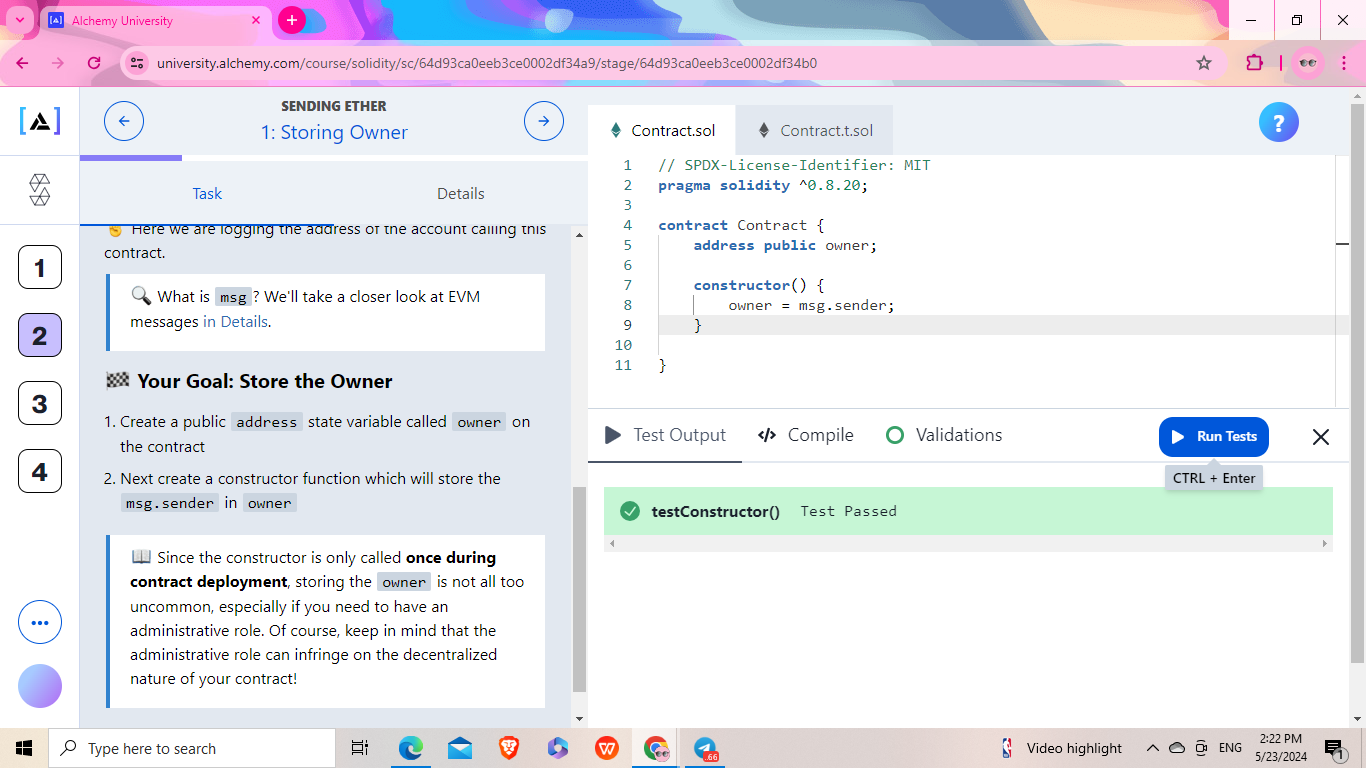 Alchemy University
university.alchemy.com/course/solidity/sc/64d93ca0eeb3ce0002df34a9/stage/64d93ca0eeb3ce0002df34b0
SENDING ETHER
1: Storing Owner
Task
Details
Here we are logging the address of the account calling this
contract.
What is msg? We'll take a closer look at EVM
messages in Details.
Your Goal: Store the Owner
1. Create a public address state variable called owner on
the contract
2. Next create a constructor function which will store the
msg.sender in owner
Since the constructor is only called once during
contract deployment, storing the owner is not all too
uncommon, especially if you need to have an
administrative role. Of course, keep in mind that the
administrative role can infringe on the decentralized
nature of your contract!
1
2
3
4
Contract.sol
Contract.t.sol
?
1 // SPDX-License-Identifier: MIT
2 pragma solidity ^0.8.20;
3
4 contract Contract {
5 address public owner;
6
7 constructor() {
8 owner = msg.sender;
9 }
10
11 }
Test Output
Compile
Validations
Run Tests
CTRL + Enter
testConstructor() Test Passed
Type here to search
.66
Video highlight
ENG
2:22 PM
5/23/2024
1